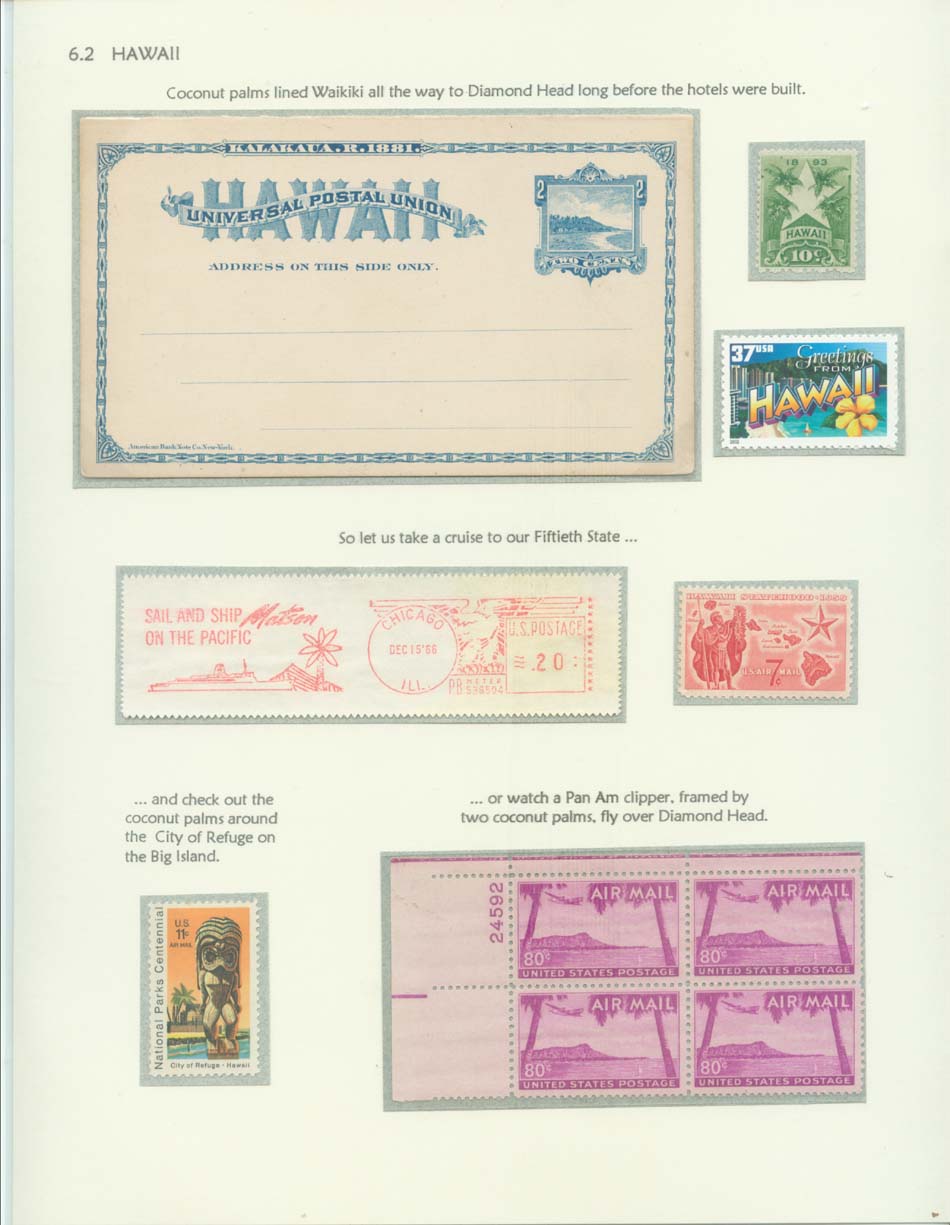 6.2 HAWAII
Coconut palms lined Waikiki all the way to Diamond Head long before the hotels were built.
KALAKAUA.R.1881.
HAWAII
UNIVERSAL POSTAL UNION
ADDRESS ON THIS SIDE ONLY.
2 2
TWO CENTS
American Bank Note Co. New-York.
18 93
HAWAII
10¢
37USA
Greetings
FROM
HAWAII
2002
So let us take a cruise to our Fiftieth State ...
SAIL AND SHIP Matson
ON THE PACIFIC
CHICAGO
DEC 15'66
ILL.
U.S. POSTAGE
.20
PB METER
536504
HAWAII STATEHOOD · 1959
U.S. AIR MAIL
7¢
... and check out the
coconut palms around
the City of Refuge on
the Big Island.
National Parks Centennial
U.S.
11¢
AIR MAIL
City of Refuge · Hawaii
... or watch a Pan Am clipper, framed by
two coconut palms, fly over Diamond Head.
24592
AIR MAIL
80¢
UNITED STATES POSTAGE
AIR MAIL
80¢
UNITED STATES POSTAGE
AIR MAIL
80¢
UNITED STATES POSTAGE
AIR MAIL
80¢
UNITED STATES POSTAGE